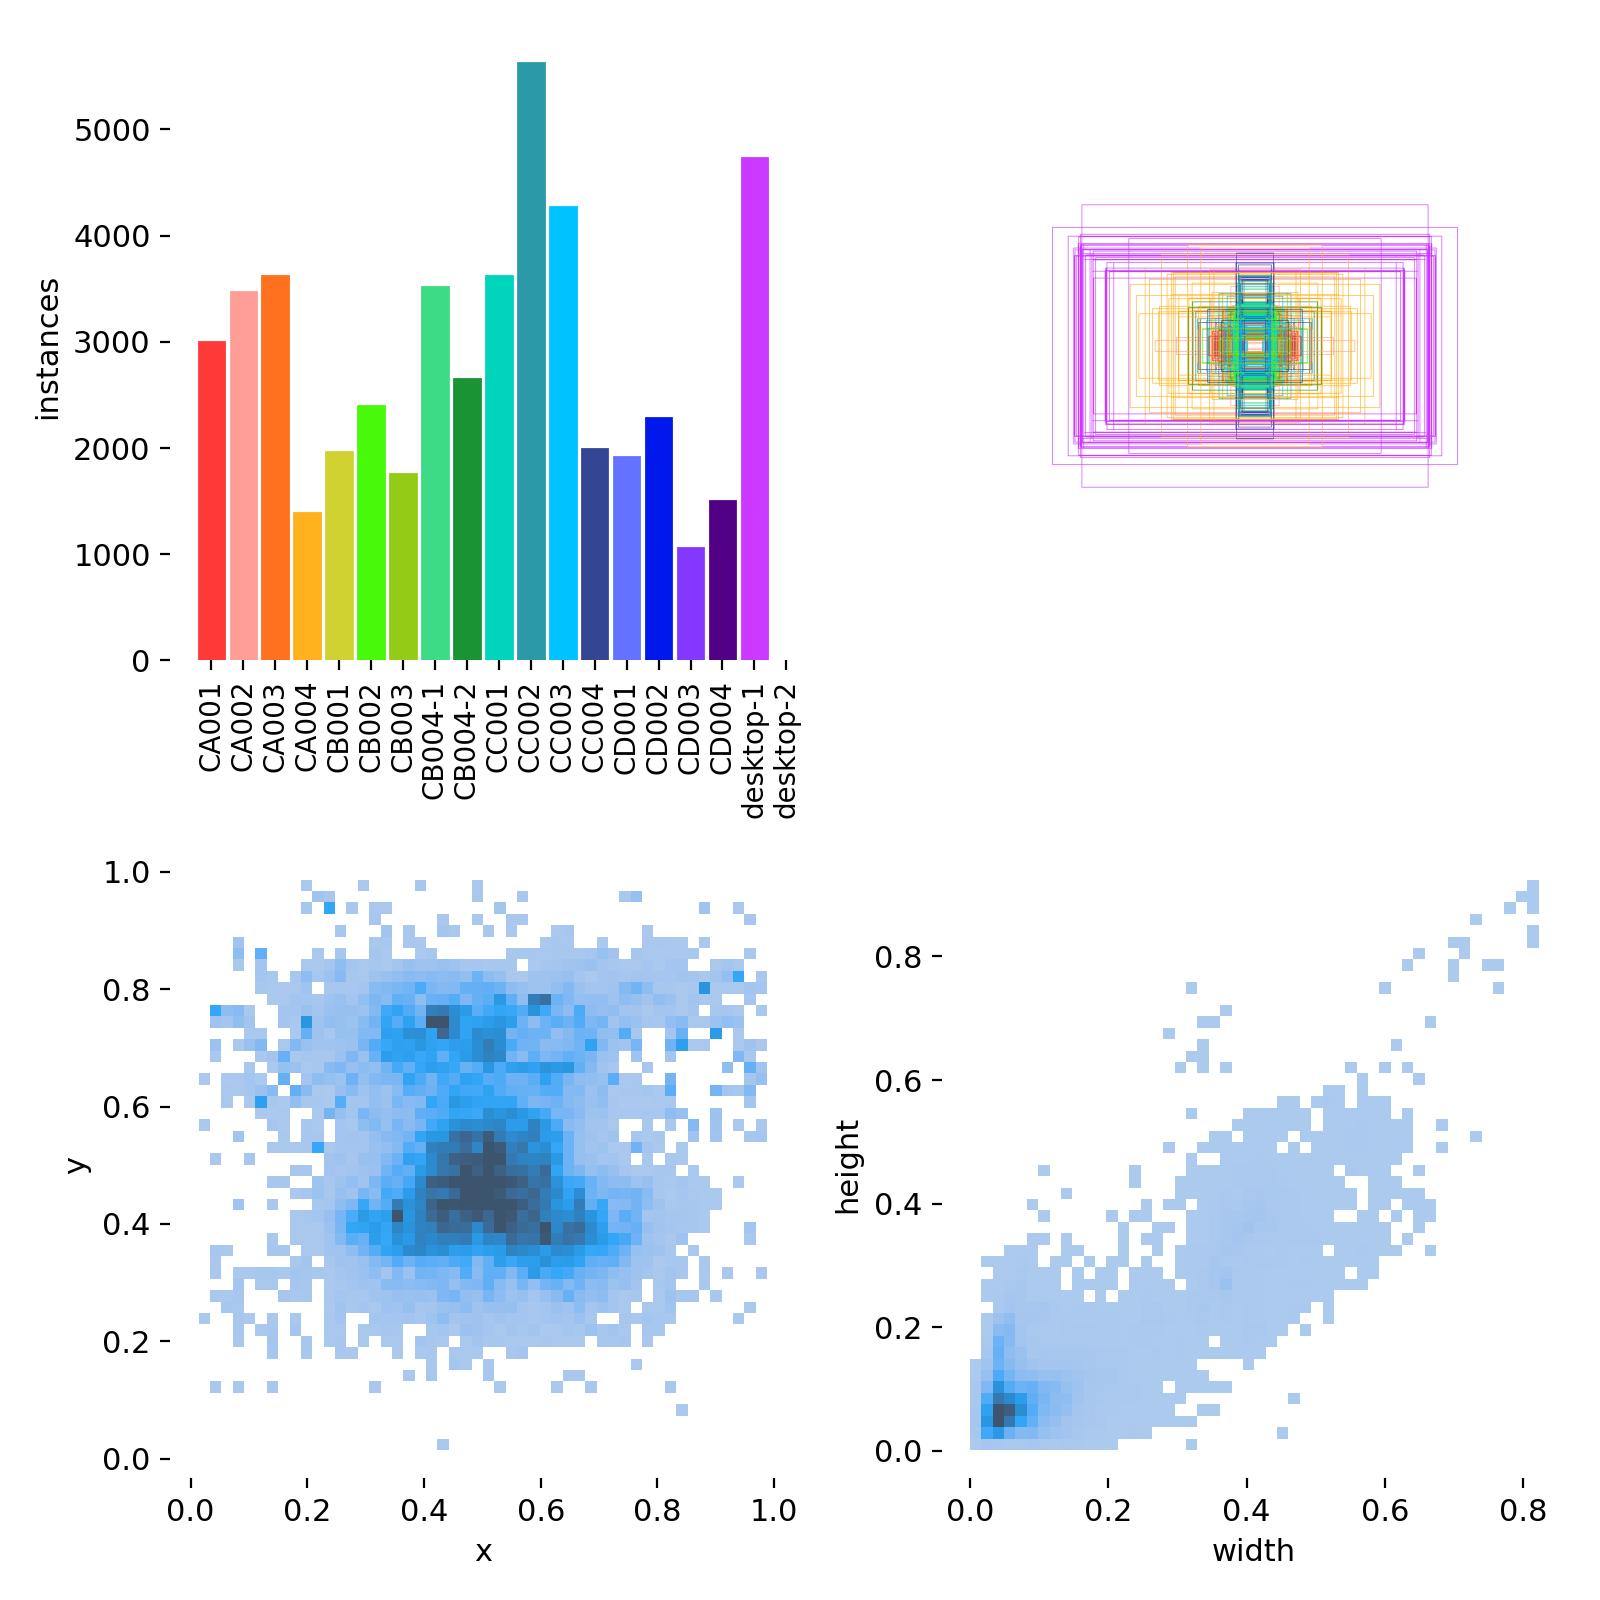 instances
5000
4000
3000
2000
1000
0
CA001
CA002
CA003
CA004
CB001
CB002
CB003
CB004-1
CB004-2
CC001
CC002
CC003
CC004
CD001
CD002
CD003
CD004
desktop-1
desktop-2
y
1.0
0.8
0.6
0.4
0.2
0.0
0.0 0.2 0.4 0.6 0.8 1.0
x
height
0.8
0.6
0.4
0.2
0.0
0.0 0.2 0.4 0.6 0.8
width